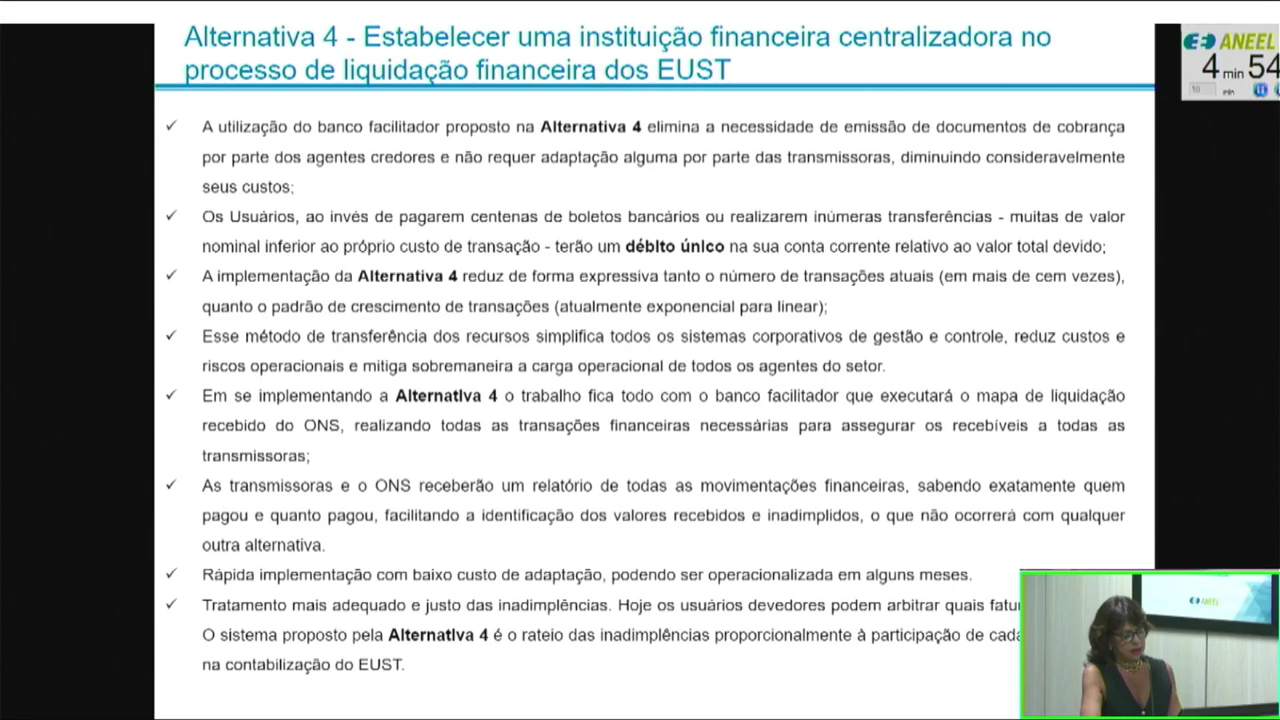 Alternativa 4 - Estabelecer uma instituição financeira centralizadora no
processo de liquidação financeira dos EUST
ANEEL
4 min 54
10 min
✓ A utilização do banco facilitador proposto na Alternativa 4 elimina a necessidade de emissão de documentos de cobrança
por parte dos agentes credores e não requer adaptação alguma por parte das transmissoras, diminuindo consideravelmente
seus custos;
✓ Os Usuários, ao invés de pagarem centenas de boletos bancários ou realizarem inúmeras transferências - muitas de valor
nominal inferior ao próprio custo de transação - terão um débito único na sua conta corrente relativo ao valor total devido;
✓ A implementação da Alternativa 4 reduz de forma expressiva tanto o número de transações atuais (em mais de cem vezes),
quanto o padrão de crescimento de transações (atualmente exponencial para linear);
✓ Esse método de transferência dos recursos simplifica todos os sistemas corporativos de gestão e controle, reduz custos e
riscos operacionais e mitiga sobremaneira a carga operacional de todos os agentes do setor.
✓ Em se implementando a Alternativa 4 o trabalho fica todo com o banco facilitador que executará o mapa de liquidação
recebido do ONS, realizando todas as transações financeiras necessárias para assegurar os recebíveis a todas as
transmissoras;
✓ As transmissoras e o ONS receberão um relatório de todas as movimentações financeiras, sabendo exatamente quem
pagou e quanto pagou, facilitando a identificação dos valores recebidos e inadimplidos, o que não ocorrerá com qualquer
outra alternativa.
✓ Rápida implementação com baixo custo de adaptação, podendo ser operacionalizada em alguns meses.
✓ Tratamento mais adequado e justo das inadimplências. Hoje os usuários devedores podem arbitrar quais
O sistema proposto pela Alternativa 4 é o rateio das inadimplências proporcionalmente à participação de
na contabilização do EUST.
ANEEL